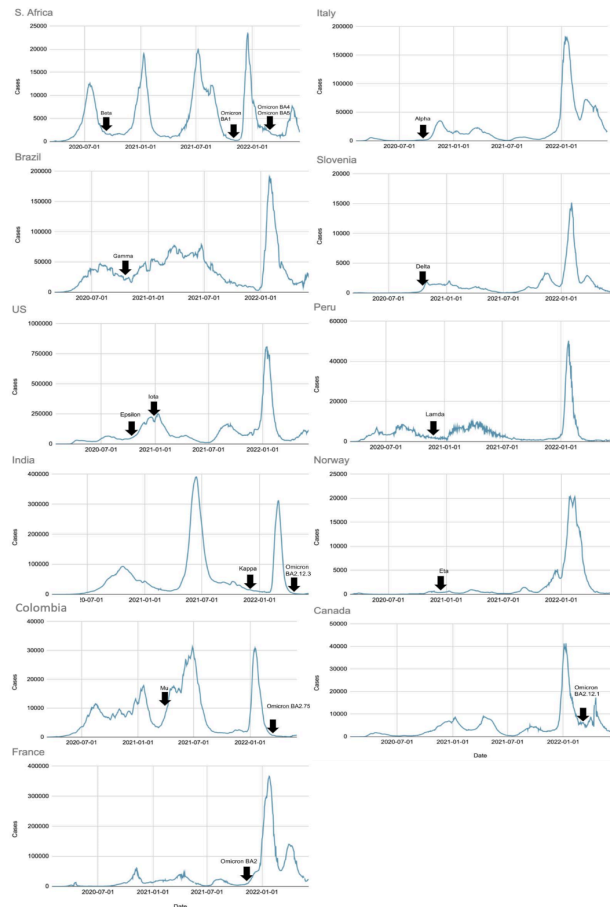 S. Africa
25000
20000
15000
10000
5000
0
Cases
Beta
Omicron
BA1
Omicron BA4
Omicron BA5
2020-07-01 2021-01-01 2021-07-01 2022-01-01
Italy
200000
150000
100000
50000
0
Cases
Alpha
2020-07-01 2021-01-01 2021-07-01 2022-01-01
Brazil
200000
150000
100000
50000
0
Cases
Gamma
2020-07-01 2021-01-01 2021-07-01 2022-01-01
Slovenia
20000
15000
10000
5000
0
Cases
Delta
2020-07-01 2021-01-01 2021-07-01 2022-01-01
US
1000000
750000
500000
250000
0
Cases
Epsilon
Iota
2020-07-01 2021-01-01 2021-07-01 2022-01-01
Peru
60000
40000
20000
0
Cases
Lamda
2020-07-01 2021-01-01 2021-07-01 2022-01-01
India
400000
300000
200000
100000
0
Cases
Kappa
Omicron
BA2.12.3
!0-07-01 2021-01-01 2021-07-01 2022-01-01
Norway
25000
20000
15000
10000
5000
0
Cases
Eta
2020-07-01 2021-01-01 2021-07-01 2022-01-01
Colombia
40000
30000
20000
10000
0
Cases
Mu
Omicron BA2.75
2020-07-01 2021-01-01 2021-07-01 2022-01-01
Canada
50000
40000
30000
20000
10000
0
Cases
Omicron
BA2.12.1
2020-07-01 2021-01-01 2021-07-01 2022-01-01
Date
France
400000
300000
200000
100000
0
Cases
Omicron BA2
2020-07-01 2021-01-01 2021-07-01 2022-01-01
Date